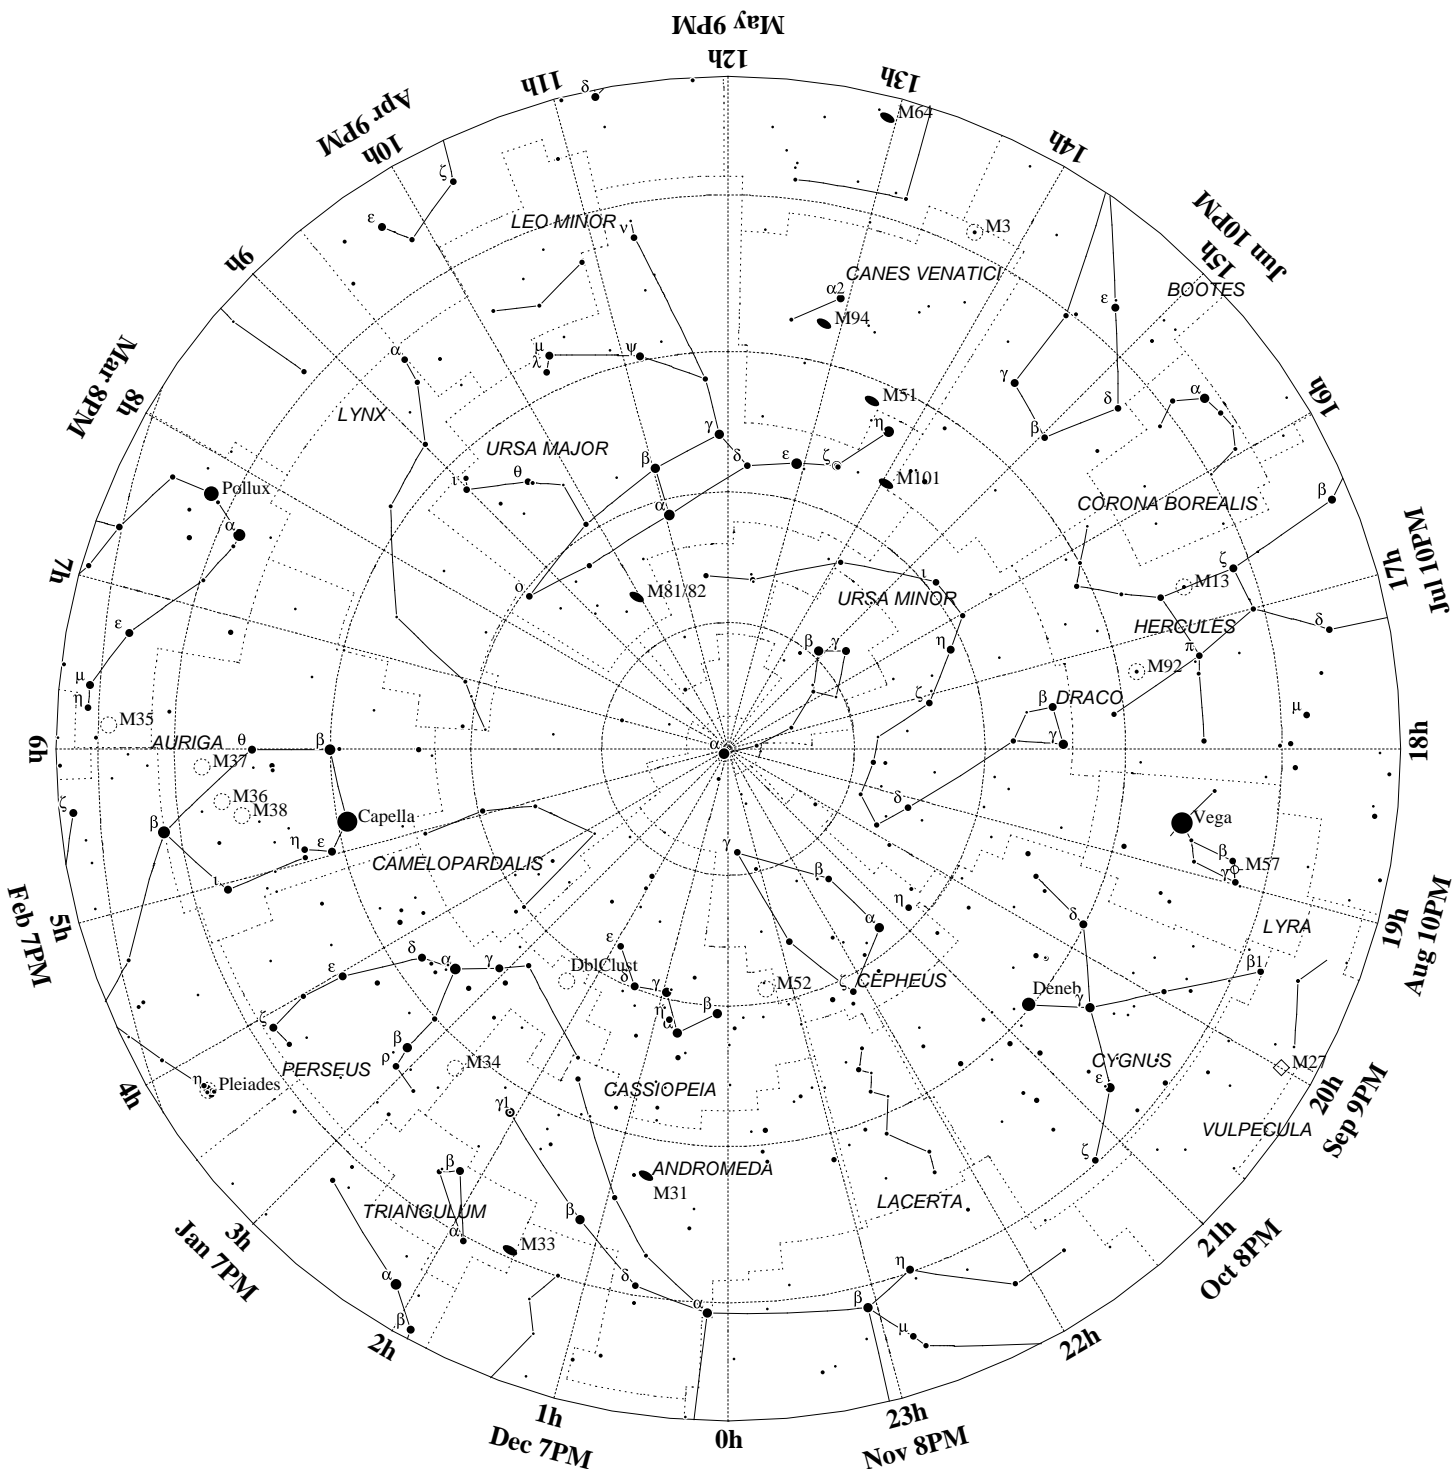 May 9PM
12h
11h
δ
13h
M64
Apr 9PM
10h
14h
ζ
ε
LEO MINOR
ν
M3
Jun 10PM
15h
9h
CANES VENATICI
α2
BOOTES
ε
M94
Mar 8PM
8h
α
μ
λ
ψ
γ
α
16h
LYNX
M51
δ
URSA MAJOR
γ
η
β
β
δ
ε
ζ
ι
θ
M101
Pollux
β
α
α
CORONA BOREALIS
7h
ζ
17h
Jul 10PM
ο
M81/82
ι
M13
URSA MINOR
ε
HERCULES
δ
β
γ
η
π
M92
μ
η
ζ
β
DRACO
M35
μ
AURIGA
θ
β
α
γ
6h
18h
M37
M36
M38
ζ
Capella
δ
Vega
β
η
ε
γ
β
M57
γ
CAMELOPARDALIS
β
ι
η
Feb 7PM
5h
α
δ
LYRA
19h
Aug 10PM
ε
δ
α
γ
DblClust
β1
ε
δ
γ
M52
ζ
CEPHEUS
Deneb
γ
ζ
η
α
β
β
ρ
PERSEUS
M34
CYGNUS
M27
4h
η
Pleiades
CASSIOPEIA
ε
20h
Sep 9PM
γ1
VULPECULA
β
ζ
ANDROMEDA
M31
TRIANGULUM
β
LACERTA
α
M33
3h
Jan 7PM
21h
Oct 8PM
α
δ
η
α
β
β
μ
2h
22h
1h
Dec 7PM
0h
23h
Nov 8PM